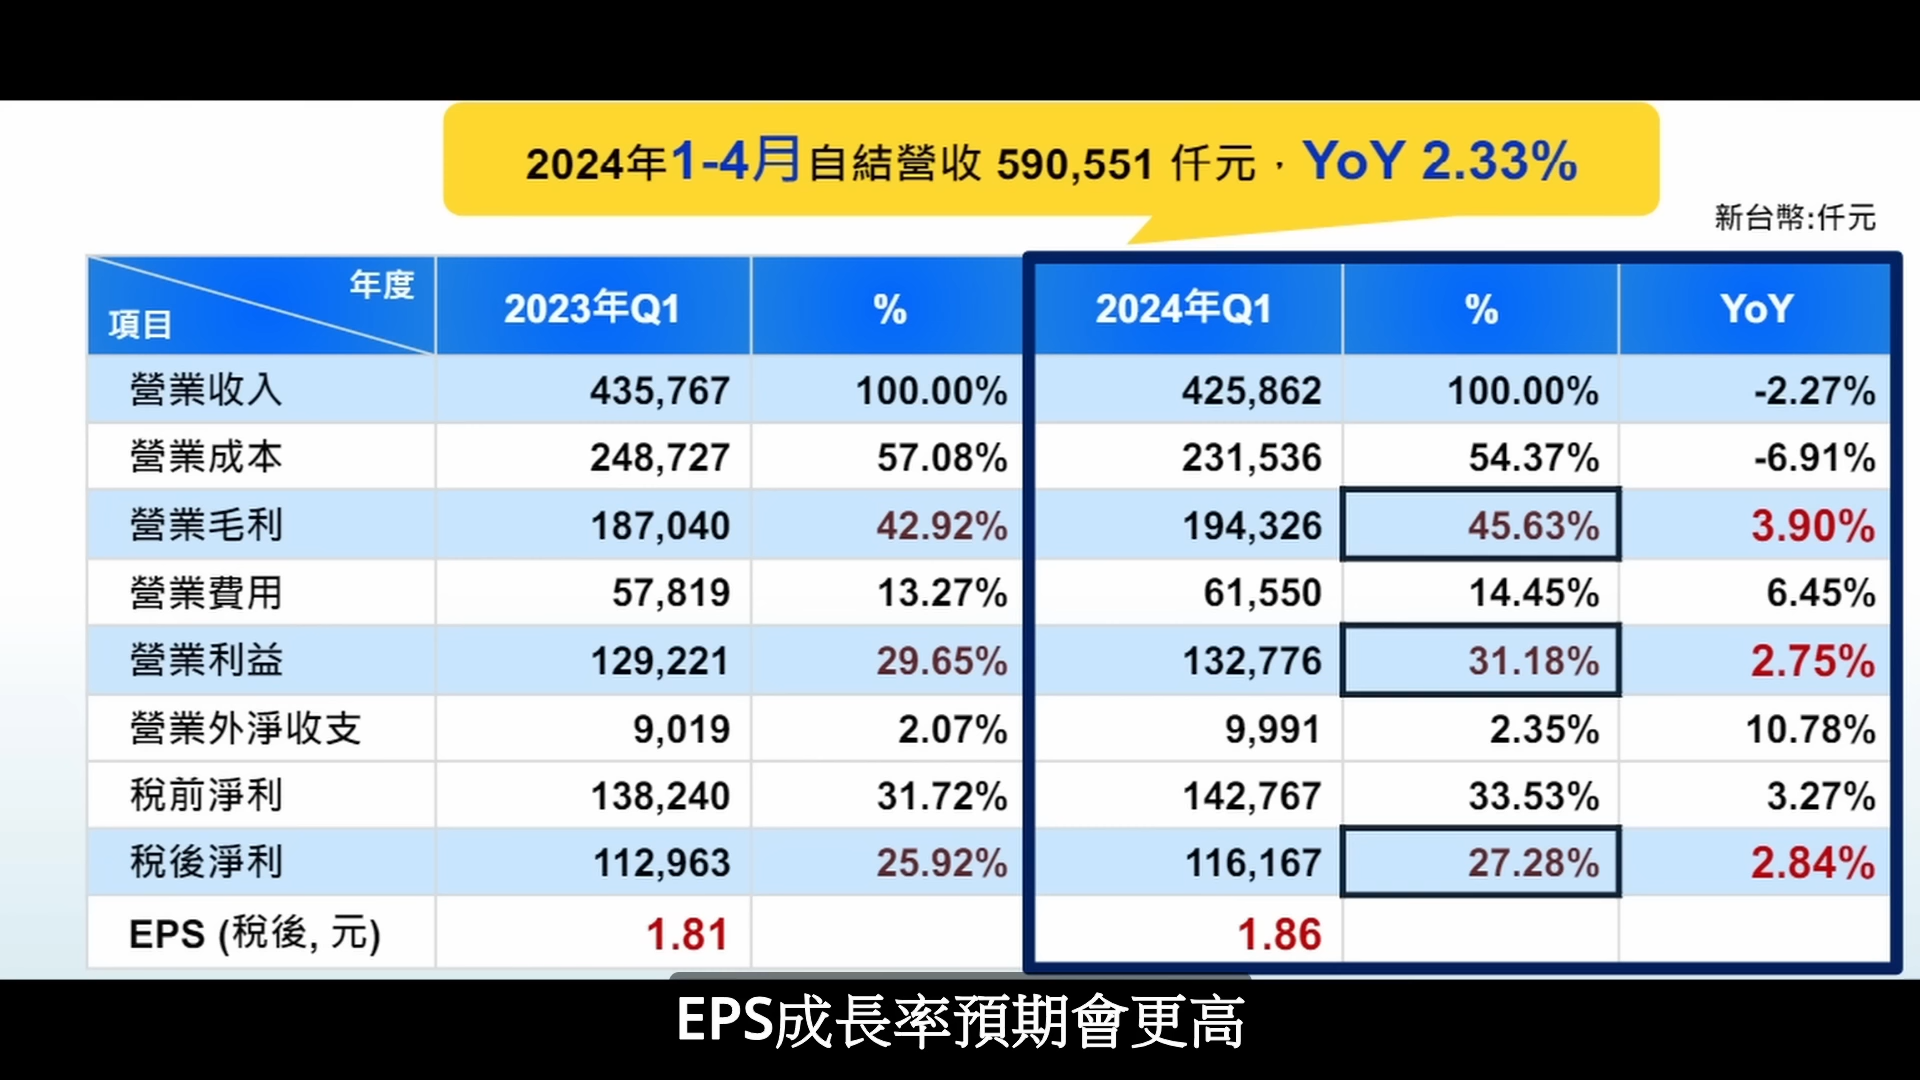 2024年1-4月自結營收 590,551 仟元，YoY 2.33%
新台幣:仟元
年度
項目 2023年Q1 % 2024年Q1 % YoY
營業收入 435,767 100.00% 425,862 100.00% -2.27%
營業成本 248,727 57.08% 231,536 54.37% -6.91%
營業毛利 187,040 42.92% 194,326 45.63% 3.90%
營業費用 57,819 13.27% 61,550 14.45% 6.45%
營業利益 129,221 29.65% 132,776 31.18% 2.75%
營業外淨收支 9,019 2.07% 9,991 2.35% 10.78%
稅前淨利 138,240 31.72% 142,767 33.53% 3.27%
稅後淨利 112,963 25.92% 116,167 27.28% 2.84%
EPS (稅後, 元) 1.81 1.86
EPS成長率預期會更高